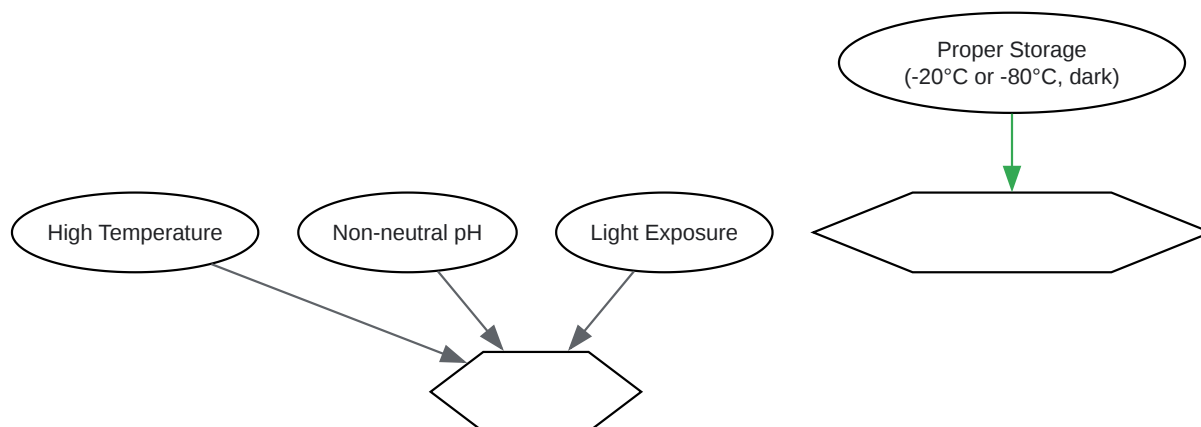 Proper Storage
(-20°C or -80°C, dark)
High Temperature
Non-neutral pH
Light Exposure